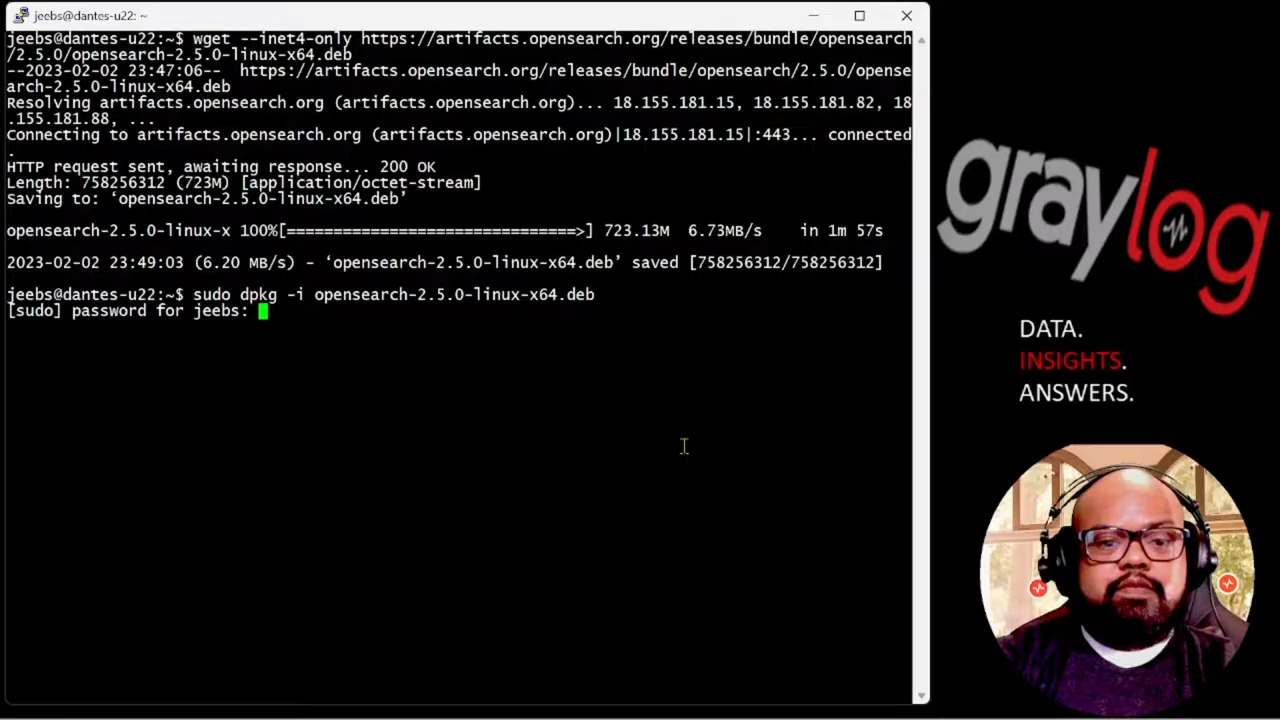 jeebs@dantes-u22: ~
jeebs@dantes-u22:~$ wget --inet4-only https://artifacts.opensearch.org/releases/bundle/opensearch
/2.5.0/opensearch-2.5.0-linux-x64.deb
--2023-02-02 23:47:06--  https://artifacts.opensearch.org/releases/bundle/opensearch/2.5.0/opense
arch-2.5.0-linux-x64.deb
Resolving artifacts.opensearch.org (artifacts.opensearch.org)... 18.155.181.15, 18.155.181.82, 18
.155.181.88, ...
Connecting to artifacts.opensearch.org (artifacts.opensearch.org)|18.155.181.15|:443... connected
.
HTTP request sent, awaiting response... 200 OK
Length: 758256312 (723M) [application/octet-stream]
Saving to: ‘opensearch-2.5.0-linux-x64.deb’
opensearch-2.5.0-linux-x 100%[===============================>] 723.13M  6.73MB/s    in 1m 57s
2023-02-02 23:49:03 (6.20 MB/s) - ‘opensearch-2.5.0-linux-x64.deb’ saved [758256312/758256312]
jeebs@dantes-u22:~$ sudo dpkg -i opensearch-2.5.0-linux-x64.deb
[sudo] password for jeebs:
graylog
DATA.
INSIGHTS.
ANSWERS.